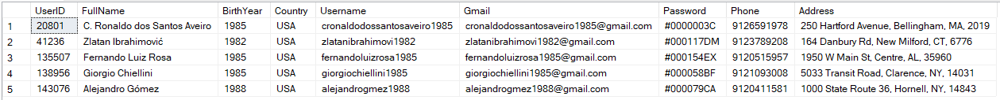 UserID FullName BirthYear Country Username Gmail Password Phone Address
1 20801 C. Ronaldo dos Santos Aveiro 1985 USA cronaldodossantosaveiro1985 cronaldodossantosaveiro1985@gmail.com #0000003C 9126591978 250 Hartford Avenue, Bellingham, MA, 2019
2 41236 Zlatan Ibrahimović 1982 USA zlatanibrahimovi1982 zlatanibrahimovi1982@gmail.com #000117DM 9123789208 164 Danbury Rd, New Milford, CT, 6776
3 135507 Fernando Luiz Rosa 1985 USA fernandoluizrosa1985 fernandoluizrosa1985@gmail.com #000154EX 9120515957 1950 W Main St, Centre, AL, 35960
4 138956 Giorgio Chiellini 1985 USA giorgiochiellini1985 giorgiochiellini1985@gmail.com #000058BF 9121093008 5033 Transit Road, Clarence, NY, 14031
5 143076 Alejandro Gómez 1988 USA alejandrogmez1988 alejandrogmez1988@gmail.com #000079CA 9120411581 1000 State Route 36, Hornell, NY, 14843